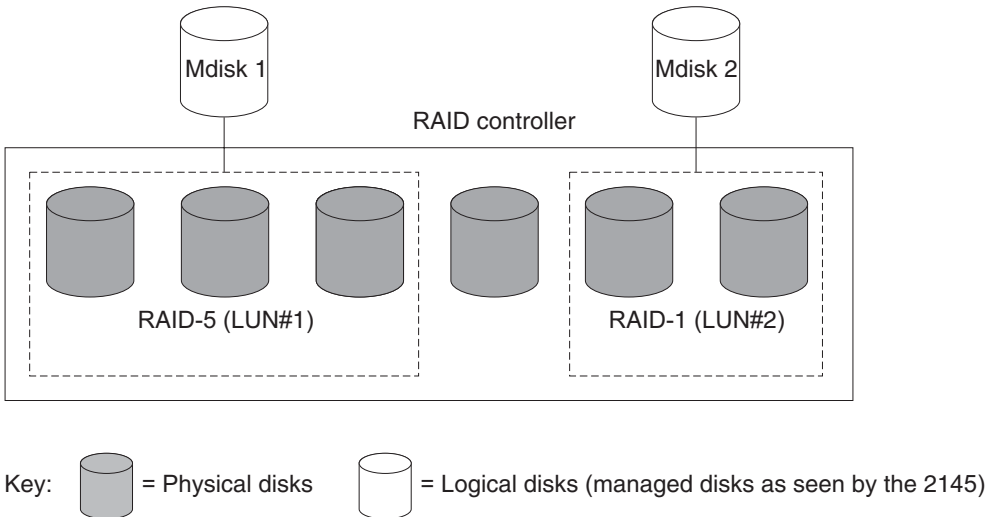 Mdisk 1
Mdisk 2
RAID controller
RAID-5 (LUN#1)
RAID-1 (LUN#2)
Key:
= Physical disks
= Logical disks (managed disks as seen by the 2145)